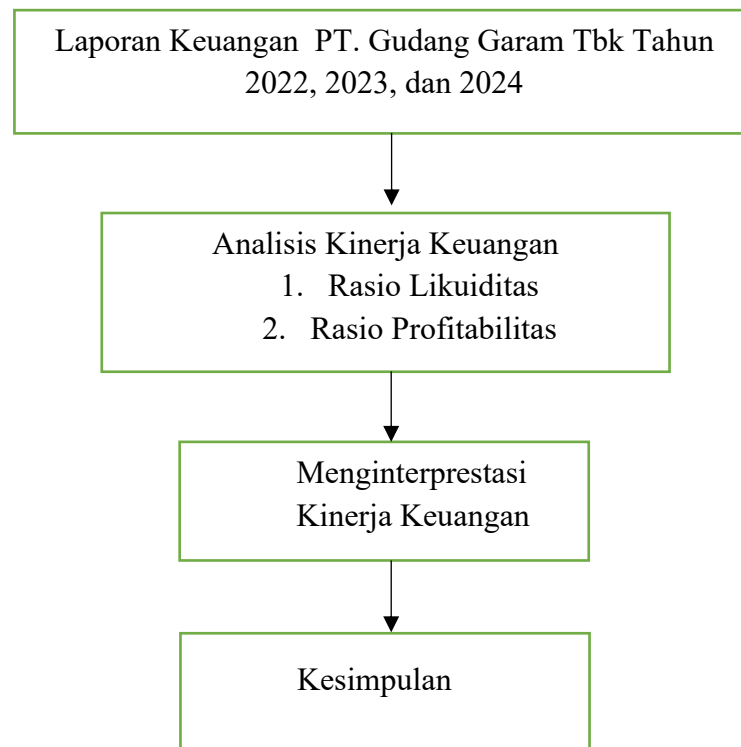 Laporan Keuangan PT. Gudang Garam Tbk Tahun
2022, 2023, dan 2024
Analisis Kinerja Keuangan
1. Rasio Likuiditas
2. Rasio Profitabilitas
Menginterprestasi
Kinerja Keuangan
Kesimpulan